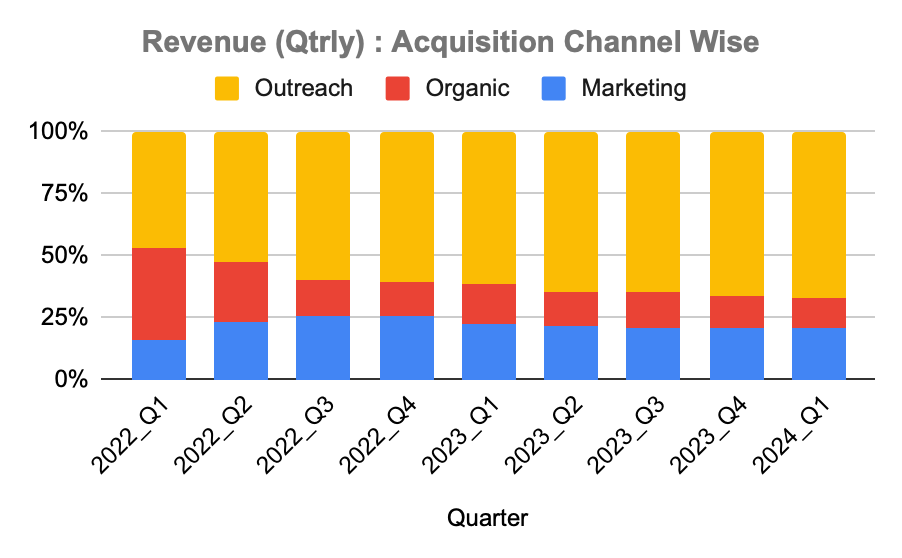 Revenue (Qtrly) : Acquisition Channel Wise
Outreach Organic Marketing
100%
75%
50%
25%
0%
2022_Q1 2022_Q2 2022_Q3 2022_Q4 2023_Q1 2023_Q2 2023_Q3 2023_Q4 2024_Q1
Quarter